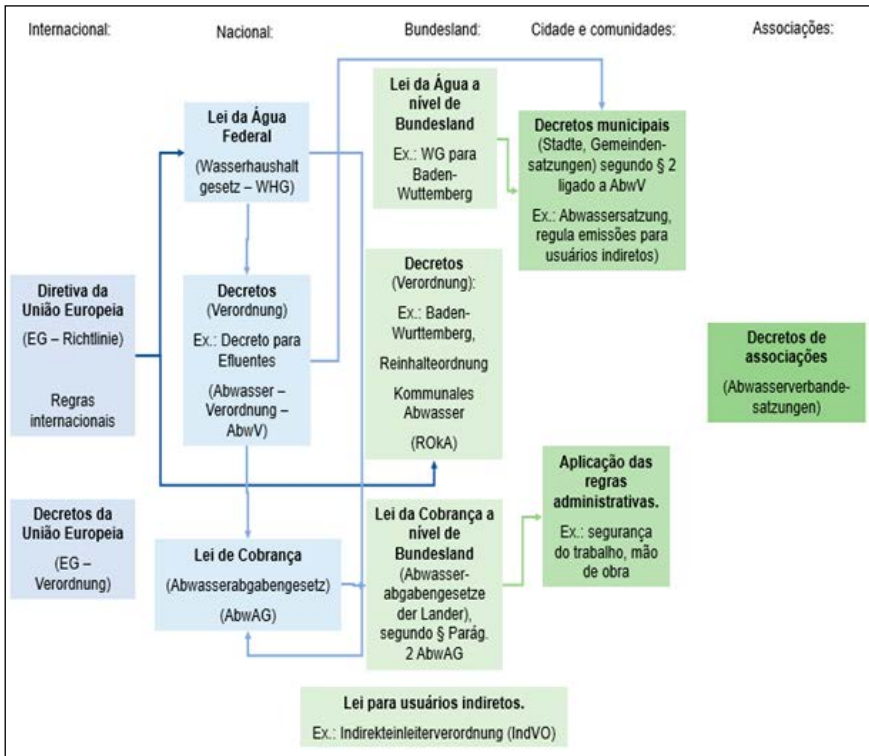 Internacional:
Nacional:
Bundesland:
Cidade e comunidades:
Associações:
Diretiva da
União Europeia
(EG – Richtlinie)
Regras
internacionais
Decretos da
União Europeia
(EG –
Verordnung)
Lei da Água
Federal
(Wasserhaushalt
gesetz – WHG)
Decretos
(Verordnung)
Ex.: Decreto para
Efluentes
(Abwasser –
Verordnung –
AbwV)
Lei de Cobrança
(Abwasserabgabengesetz)
(AbwAG)
Lei da Água a
nível de
Bundesland
Ex.: WG para
Baden-
Wuttemberg
Decretos
(Verordnung):
Ex.: Baden-
Wurttemberg,
Reinhalteordnung
Kommunales
Abwasser
(ROkA)
Lei da Cobrança a
nível de
Bundesland
(Abwasser-
abgabengesetze
der Lander),
segundo § Parág.
2 AbwAG
Lei para usuários indiretos.
Ex.: Indirekteinleiterverordnung (IndVO)
Decretos municipais
(Stadte, Gemeinden-
satzungen) segundo § 2
ligado a AbwV
Ex.: Abwassersatzung,
regula emissões para
usuários indiretos)
Aplicação das
regras
administrativas.
Ex.: segurança
do trabalho, mão
de obra
Decretos de
associações
(Abwasserverbande-
satzungen)